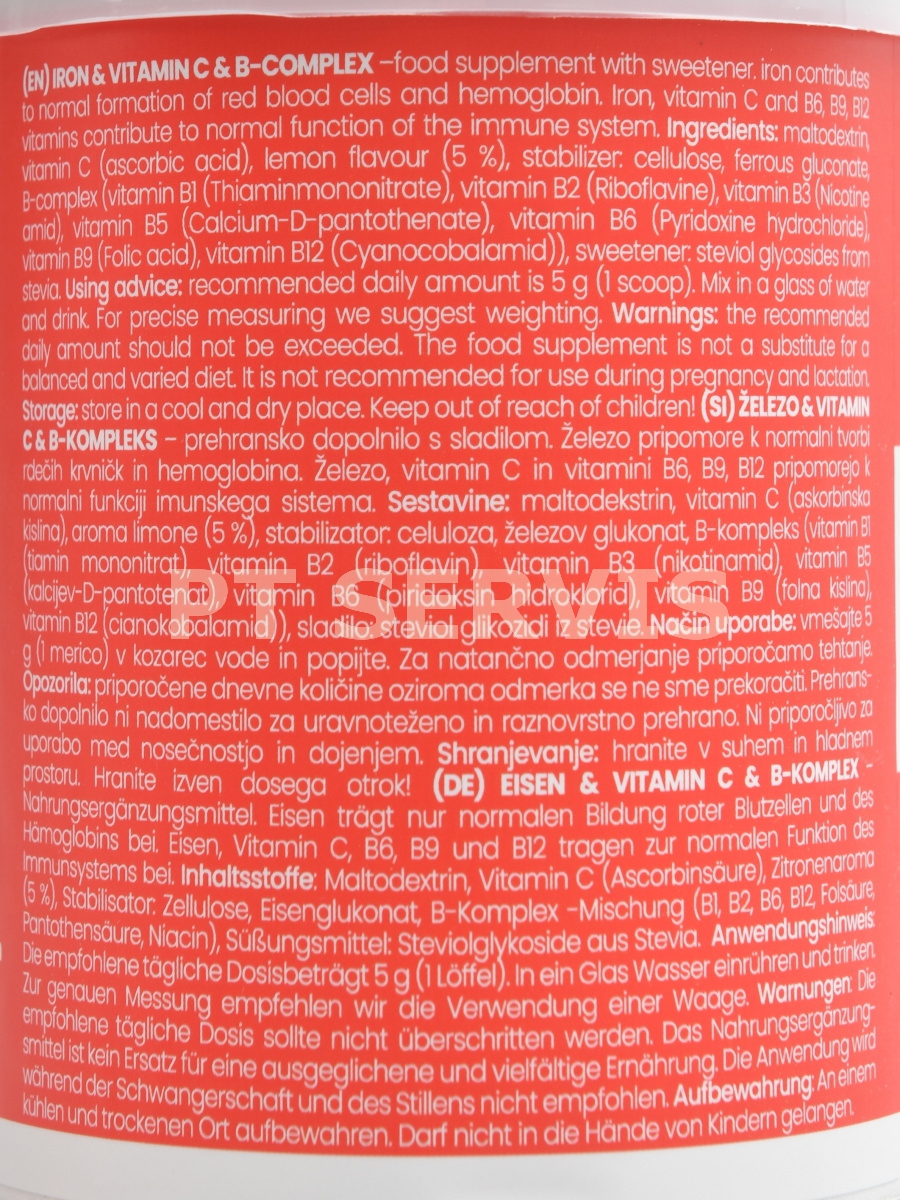 (EN) IRON & VITAMIN C & B-COMPLEX –food supplement with sweetener. iron contributes
to normal formation of red blood cells and hemoglobin. Iron, vitamin C and B6, B9, B12
vitamins contribute to normal function of the immune system. Ingredients: maltodextrin,
vitamin C (ascorbic acid), lemon flavour (5 %), stabilizer: cellulose, ferrous gluconate,
B-complex (vitamin B1 (Thiaminmononitrate), vitamin B2 (Riboflavine), vitamin B3 (Nicotine
amid), vitamin B5 (Calcium-D-pantothenate), vitamin B6 (Pyridoxine hydrochloride),
vitamin B9 (Folic acid), vitamin B12 (Cyanocobalamid)), sweetener: steviol glycosides from
stevia. Using advice: recommended daily amount is 5 g (1 scoop). Mix in a glass of water
and drink. For precise measuring we suggest weighting. Warnings: the recommended
daily amount should not be exceeded. The food supplement is not a substitute for a
balanced and varied diet. It is not recommended for use during pregnancy and lactation.
Storage: store in a cool and dry place. Keep out of reach of children! (SI) ŽELEZO & VITAMIN
C & B-KOMPLEKS – prehransko dopolnilo s sladilom. Železo pripomore k normalni tvorbi
rdečih krvničk in hemoglobina. Železo, vitamin C in vitamini B6, B9, B12 pripomorejo k
normalni funkciji imunskega sistema. Sestavine: maltodekstrin, vitamin C (askorbinska
kislina), aroma limone (5 %), stabilizator: celuloza, železov glukonat, B-kompleks (vitamin B1
(tiamin mononitrat), vitamin B2 (riboflavin), vitamin B3 (nikotinamid), vitamin B5
(kalcijev-D-pantotenat), vitamin B6 (piridoksin hidroklorid), vitamin B9 (folna kislina),
PT SERVIS
vitamin B12 (cianokobalamid)), sladilo: steviol glikozidi iz stevie. Način uporabe: vmešajte 5
g (1 merico) v kozarec vode in popijte. Za natančno odmerjanje priporočamo tehtanje.
Opozorila: priporočene dnevne količine oziroma odmerka se ne sme prekoračiti. Prehrans-
ko dopolnilo ni nadomestilo za uravnoteženo in raznovrstno prehrano. Ni priporočljivo za
uporabo med nosečnostjo in dojenjem. Shranjevanje: hranite v suhem in hladnem
prostoru. Hranite izven dosega otrok! (DE) EISEN & VITAMIN C & B-KOMPLEX –
Nahrungsergänzungsmittel. Eisen trägt nur normalen Bildung roter Blutzellen und des
Hämoglobins bei. Eisen, Vitamin C, B6, B9 und B12 tragen zur normalen Funktion des
Immunsystems bei. Inhaltsstoffe: Maltodextrin, Vitamin C (Ascorbinsäure), Zitronenaroma
(5 %), Stabilisator: Zellulose, Eisenglukonat, B-Komplex -Mischung (B1, B2, B6, B12, Folsäure,
Pantothensäure, Niacin), Süßungsmittel: Steviolglykoside aus Stevia. Anwendungshinweis:
Die empfohlene tägliche Dosisbeträgt 5 g (1 Löffel). In ein Glas Wasser einrühren und trinken.
Zur genauen Messung empfehlen wir die Verwendung einer Waage. Warnungen: Die
empfohlene tägliche Dosis sollte nicht überschritten werden. Das Nahrungsergänzung-
smittel ist kein Ersatz für eine ausgeglichene und vielfältige Ernährung. Die Anwendung wird
während der Schwangerschaft und des Stillens nicht empfohlen. Aufbewahrung: An einem
kühlen und trockenen Ort aufbewahren. Darf nicht in die Hände von Kindern gelangen.